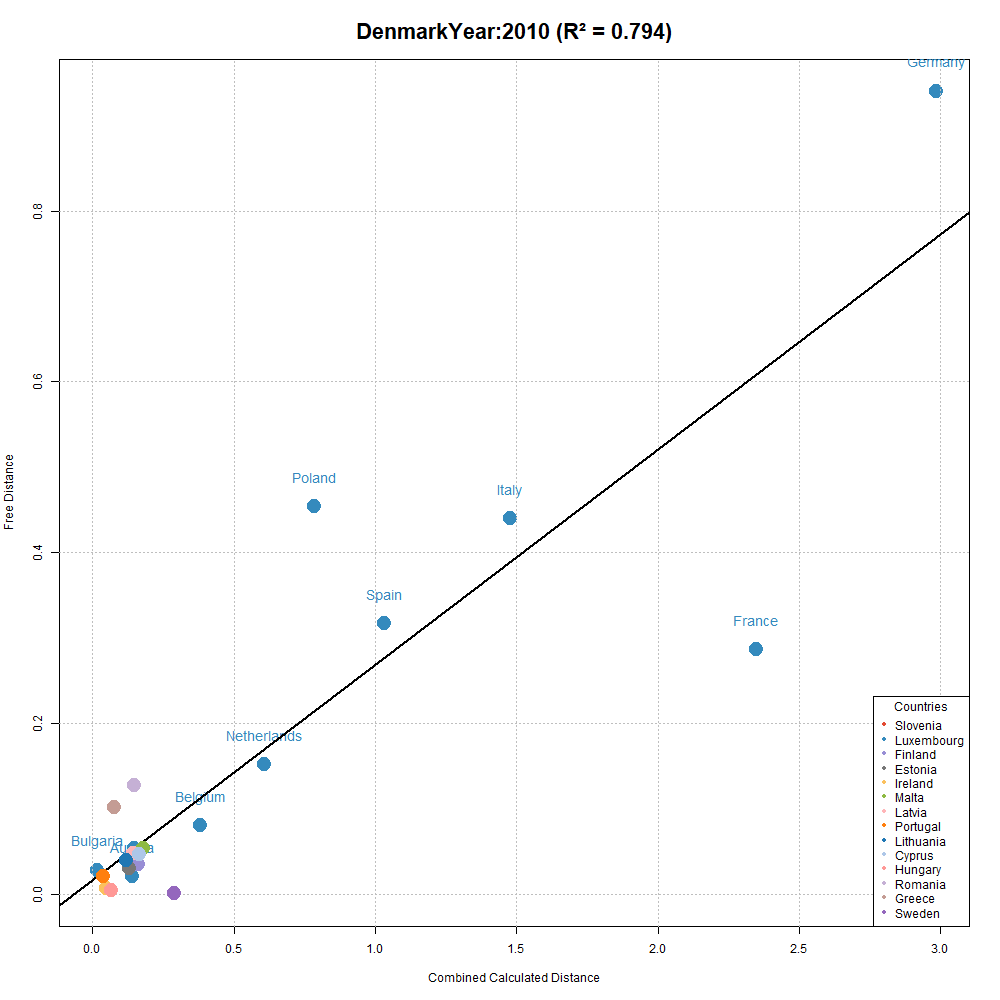 DenmarkYear:2010 (R² = 0.794)
Germany
Poland
Italy
Spain
France
Netherlands
Belgium
Bulgaria
Austria
Free Distance
0.8
0.6
0.4
0.2
0.0
Countries
Slovenia
Luxembourg
Finland
Estonia
Ireland
Malta
Latvia
Portugal
Lithuania
Cyprus
Hungary
Romania
Greece
Sweden
0.0 0.5 1.0 1.5 2.0 2.5 3.0
Combined Calculated Distance